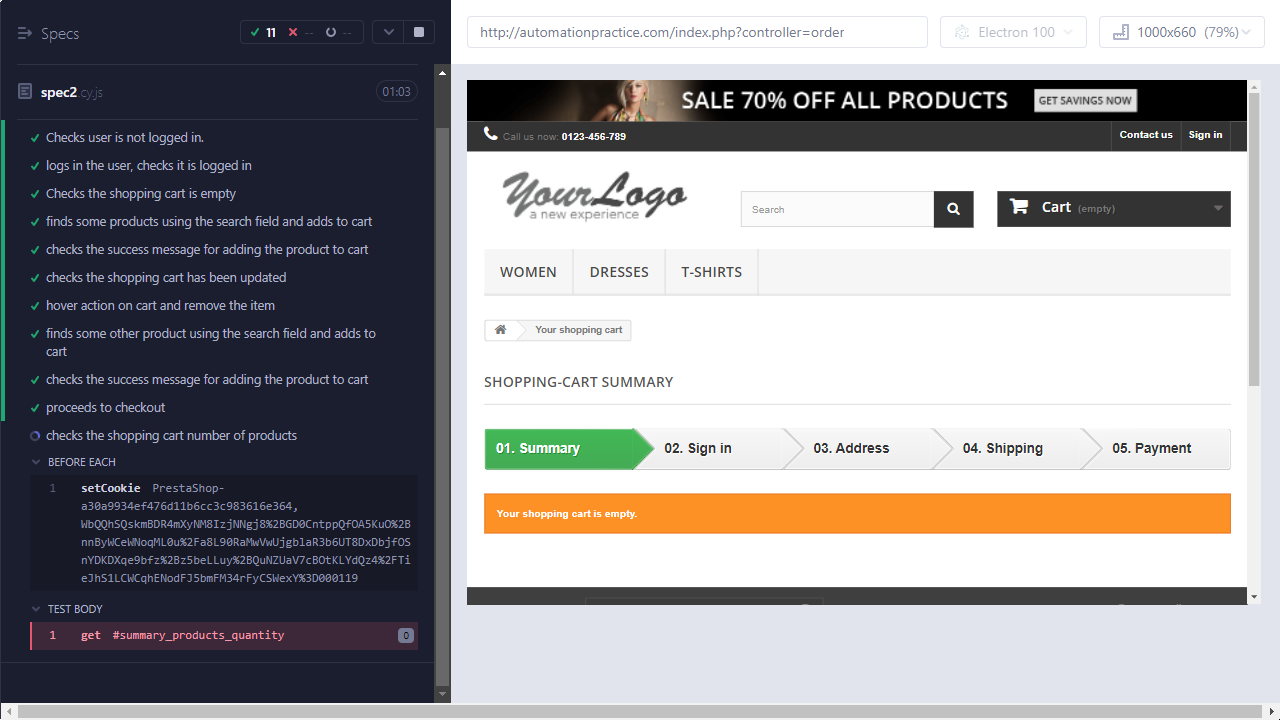 Specs
11
--
--
spec2 cy.js
01:03
Checks user is not logged in.
logs in the user, checks it is logged in
Checks the shopping cart is empty
finds some products using the search field and adds to cart
checks the success message for adding the product to cart
checks the shopping cart has been updated
hover action on cart and remove the item
finds some other product using the search field and adds to
cart
checks the success message for adding the product to cart
proceeds to checkout
checks the shopping cart number of products
BEFORE EACH
1 setCookie PrestaShop-
a30a9934ef476d11b6cc3c983616e364,
WbQQhSQskmBDR4mXyNM8IzjNNgj8%2BGD0CntppQfOA5KuO%2B
nnByWCeWNoqML0u%2Fa8L90RaMwVwUjgblaR3b6UT8DxDbjfOS
nYDKDXqe9bfz%2Bz5beLLuy%2BQuNZUaV7cBOtKLYdQz4%2FTi
eJhS1LCWCqhENodFJ5bmFM34rFyCSWexY%3D000119
TEST BODY
1 get #summary_products_quantity 0
http://automationpractice.com/index.php?controller=order
Electron 100
1000x660 (79%)
SALE 70% OFF ALL PRODUCTS
GET SAVINGS NOW
Call us now: 0123-456-789
Contact us
Sign in
YourLogo
a new experience
Search
Cart (empty)
WOMEN
DRESSES
T-SHIRTS
Your shopping cart
SHOPPING-CART SUMMARY
01. Summary
02. Sign in
03. Address
04. Shipping
05. Payment
Your shopping cart is empty.